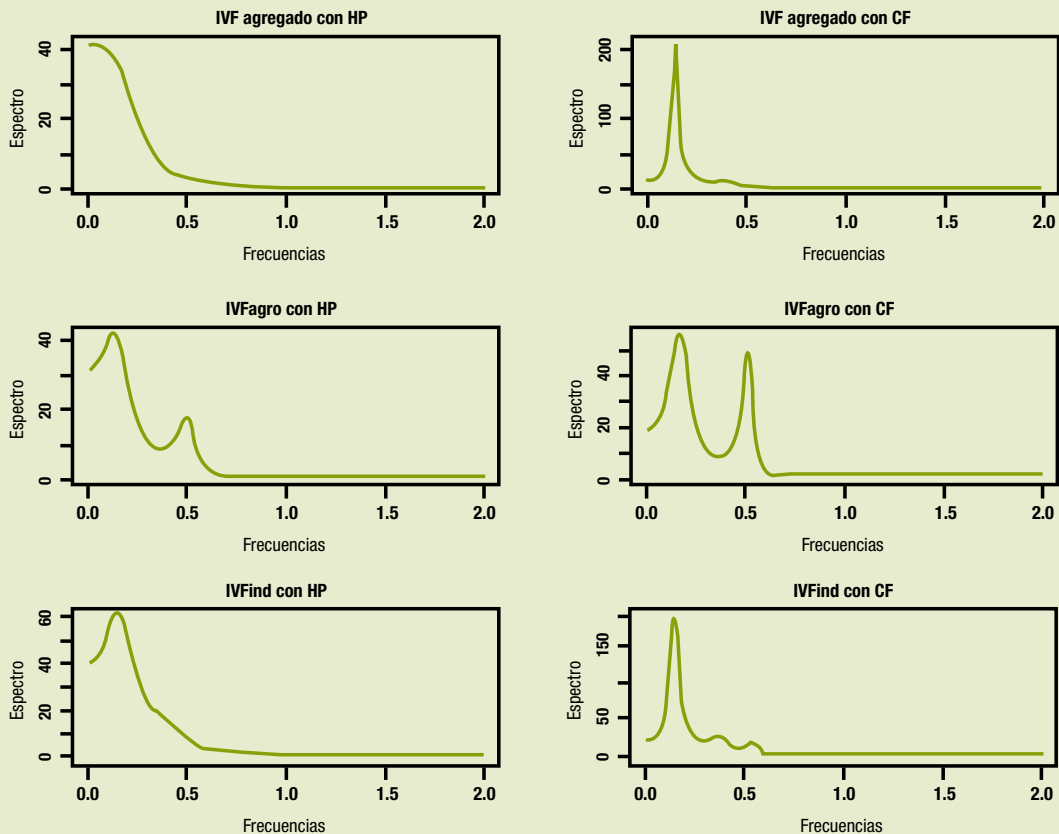 IVF agregado con HP
Espectro
40
20
0
0.0 0.5 1.0 1.5 2.0
Frecuencias
IVF agregado con CF
Espectro
200
100
0
0.0 0.5 1.0 1.5 2.0
Frecuencias
IVFagro con HP
Espectro
40
20
0
0.0 0.5 1.0 1.5 2.0
Frecuencias
IVFagro con CF
Espectro
40
20
0
0.0 0.5 1.0 1.5 2.0
Frecuencias
IVFind con HP
Espectro
60
40
20
0
0.0 0.5 1.0 1.5 2.0
Frecuencias
IVFind con CF
Espectro
150
50
0
0.0 0.5 1.0 1.5 2.0
Frecuencias